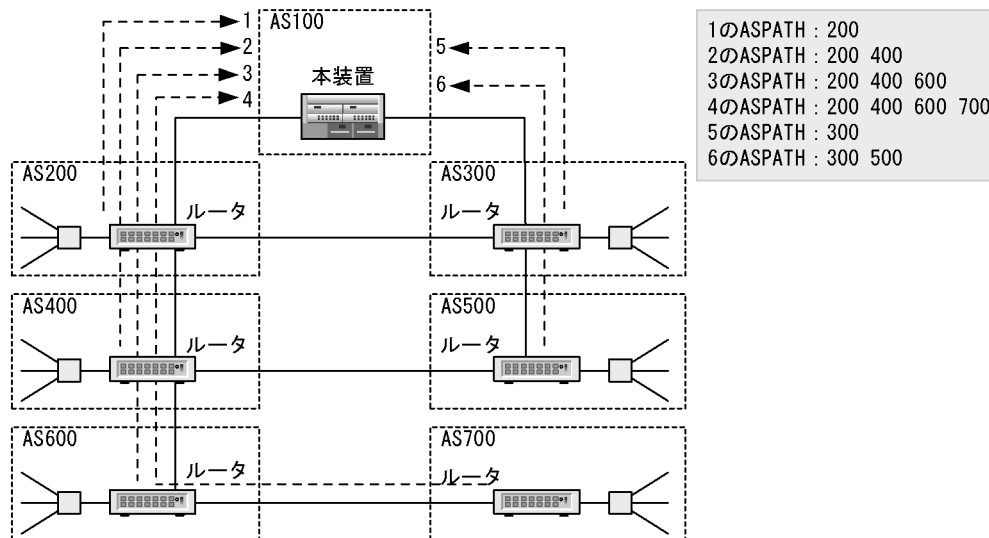 1
AS100
2
3
4
5
6
本装置
1のASPATH : 200
2のASPATH : 200 400
3のASPATH : 200 400 600
4のASPATH : 200 400 600 700
5のASPATH : 300
6のASPATH : 300 500
AS200
ルータ
AS300
ルータ
AS400
ルータ
AS500
ルータ
AS600
ルータ
AS700
ルータ